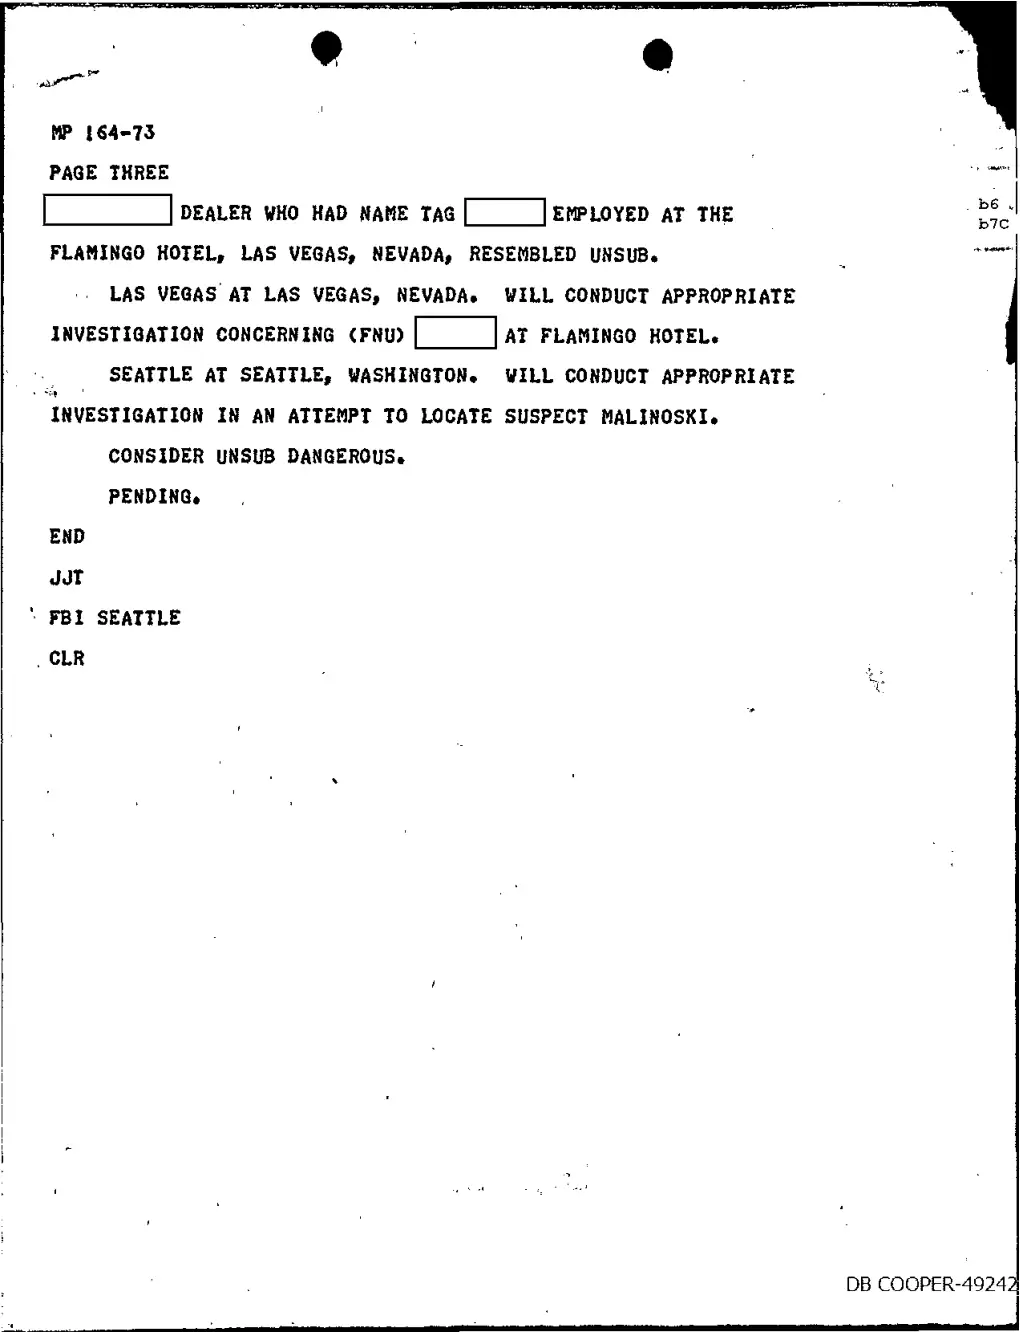 MP 164-73
PAGE THREE
DEALER WHO HAD NAME TAG EMPLOYED AT THE
b6
b7C
FLAMINGO HOTEL, LAS VEGAS, NEVADA, RESEMBLED UNSUB.
LAS VEGAS AT LAS VEGAS, NEVADA. WILL CONDUCT APPROPRIATE
INVESTIGATION CONCERNING (FNU) AT FLAMINGO HOTEL.
SEATTLE AT SEATTLE, WASHINGTON. WILL CONDUCT APPROPRIATE
INVESTIGATION IN AN ATTEMPT TO LOCATE SUSPECT MALINOSKI.
CONSIDER UNSUB DANGEROUS.
PENDING.
END
JJT
FBI SEATTLE
CLR
DB COOPER-49242